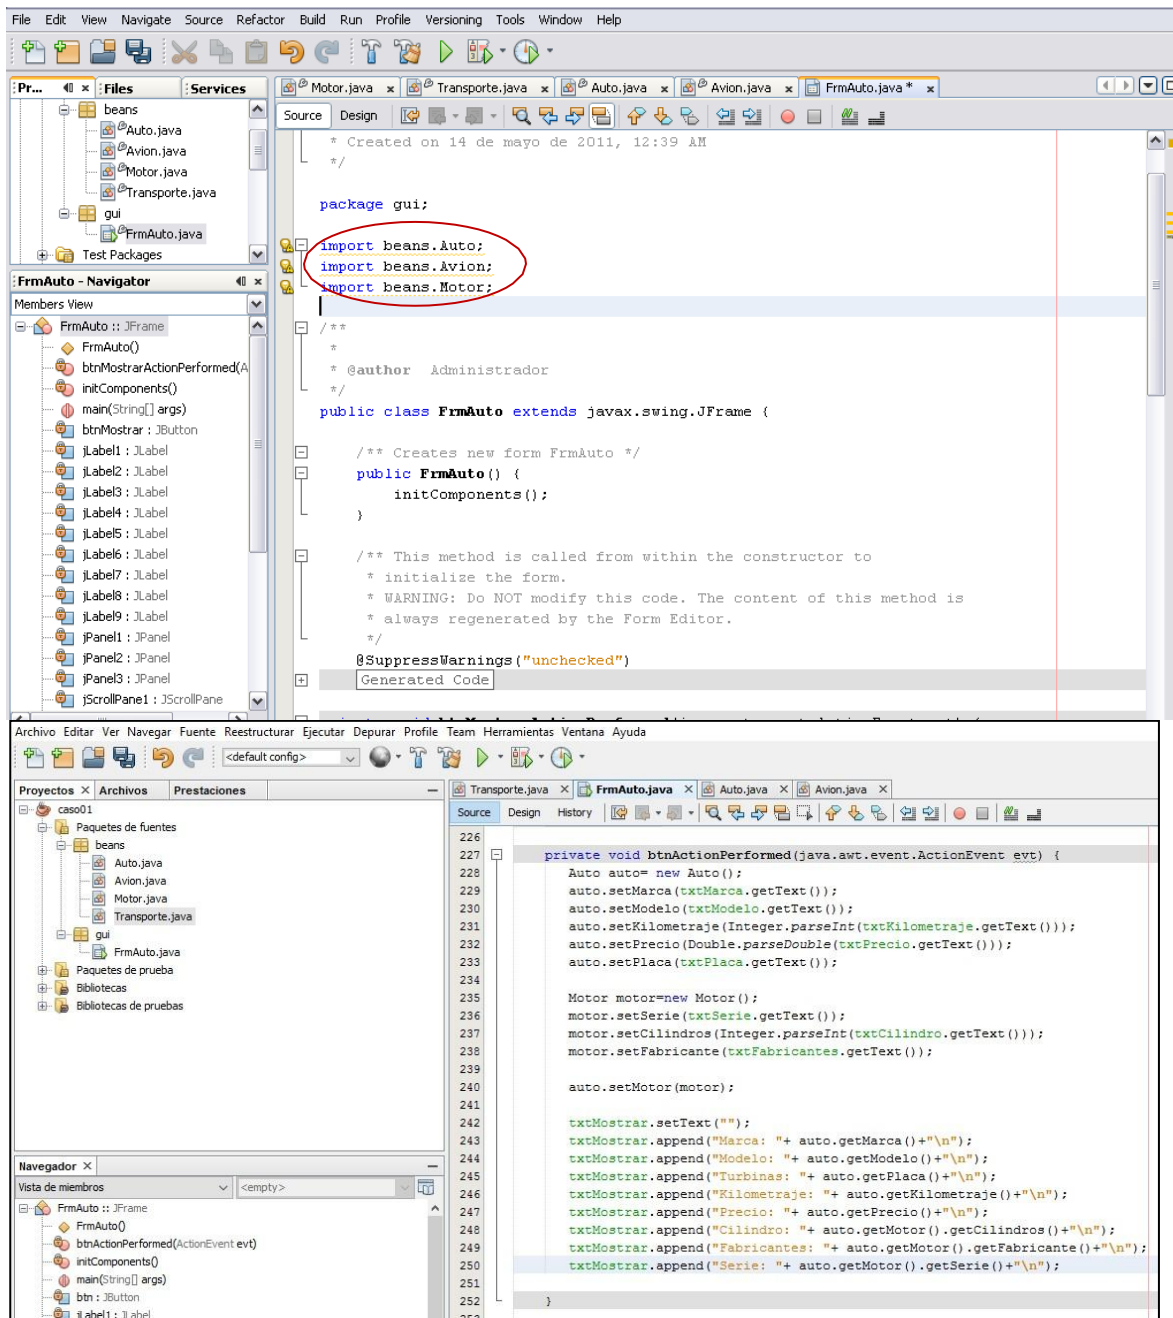 File Edit View Navigate Source Refactor Build Run Profile Versioning Tools Window Help
Pr... Files Services
Motor.java Transporte.java Auto.java Avion.java FrmAuto.java *
Source Design
beans
Auto.java
Avion.java
Motor.java
Transporte.java
gui
FrmAuto.java
Test Packages
FrmAuto - Navigator
Members View
FrmAuto :: JFrame
FrmAuto()
btnMostrarActionPerformed(A
initComponents()
main(String[] args)
btnMostrar : JButton
jLabel1 : JLabel
jLabel2 : JLabel
jLabel3 : JLabel
jLabel4 : JLabel
jLabel5 : JLabel
jLabel6 : JLabel
jLabel7 : JLabel
jLabel8 : JLabel
jLabel9 : JLabel
jPanel1 : JPanel
jPanel2 : JPanel
jPanel3 : JPanel
jScrollPane1 : JScrollPane
* Created on 14 de mayo de 2011, 12:39 AM
*/
package gui;
import beans.Auto;
import beans.Avion;
import beans.Motor;
/**
*
* @author Administrador
*/
public class FrmAuto extends javax.swing.JFrame {
/** Creates new form FrmAuto */
public FrmAuto() {
initComponents();
}
/** This method is called from within the constructor to
* initialize the form.
* WARNING: Do NOT modify this code. The content of this method is
* always regenerated by the Form Editor.
*/
@SuppressWarnings("unchecked")
Generated Code
Archivo Editar Ver Navegar Fuente Reestructurar Ejecutar Depurar Profile Team Herramientas Ventana Ayuda
<default config>
Proyectos Archivos Prestaciones
caso01
Paquetes de fuentes
beans
Auto.java
Avion.java
Motor.java
Transporte.java
gui
FrmAuto.java
Paquetes de prueba
Bibliotecas
Bibliotecas de pruebas
Navegador
Vista de miembros <empty>
FrmAuto :: JFrame
FrmAuto()
btnActionPerformed(ActionEvent evt)
initComponents()
main(String[] args)
btn : JButton
jLabel1 : JLabel
Transporte.java FrmAuto.java Auto.java Avion.java
Source Design History
226
227 private void btnActionPerformed(java.awt.event.ActionEvent evt) {
228 Auto auto= new Auto();
229 auto.setMarca(txtMarca.getText());
230 auto.setModelo(txtModelo.getText());
231 auto.setKilometraje(Integer.parseInt(txtKilometraje.getText()));
232 auto.setPrecio(Double.parseDouble(txtPrecio.getText()));
233 auto.setPlaca(txtPlaca.getText());
234
235 Motor motor=new Motor();
236 motor.setSerie(txtSerie.getText());
237 motor.setCilindros(Integer.parseInt(txtCilindro.getText()));
238 motor.setFabricante(txtFabricantes.getText());
239
240 auto.setMotor(motor);
241
242 txtMostrar.setText("");
243 txtMostrar.append("Marca: "+ auto.getMarca()+"\n");
244 txtMostrar.append("Modelo: "+ auto.getModelo()+"\n");
245 txtMostrar.append("Turbinas: "+ auto.getPlaca()+"\n");
246 txtMostrar.append("Kilometraje: "+ auto.getKilometraje()+"\n");
247 txtMostrar.append("Precio: "+ auto.getPrecio()+"\n");
248 txtMostrar.append("Cilindro: "+ auto.getMotor().getCilindros()+"\n");
249 txtMostrar.append("Fabricantes: "+ auto.getMotor().getFabricante()+"\n");
250 txtMostrar.append("Serie: "+ auto.getMotor().getSerie()+"\n");
251
252 }